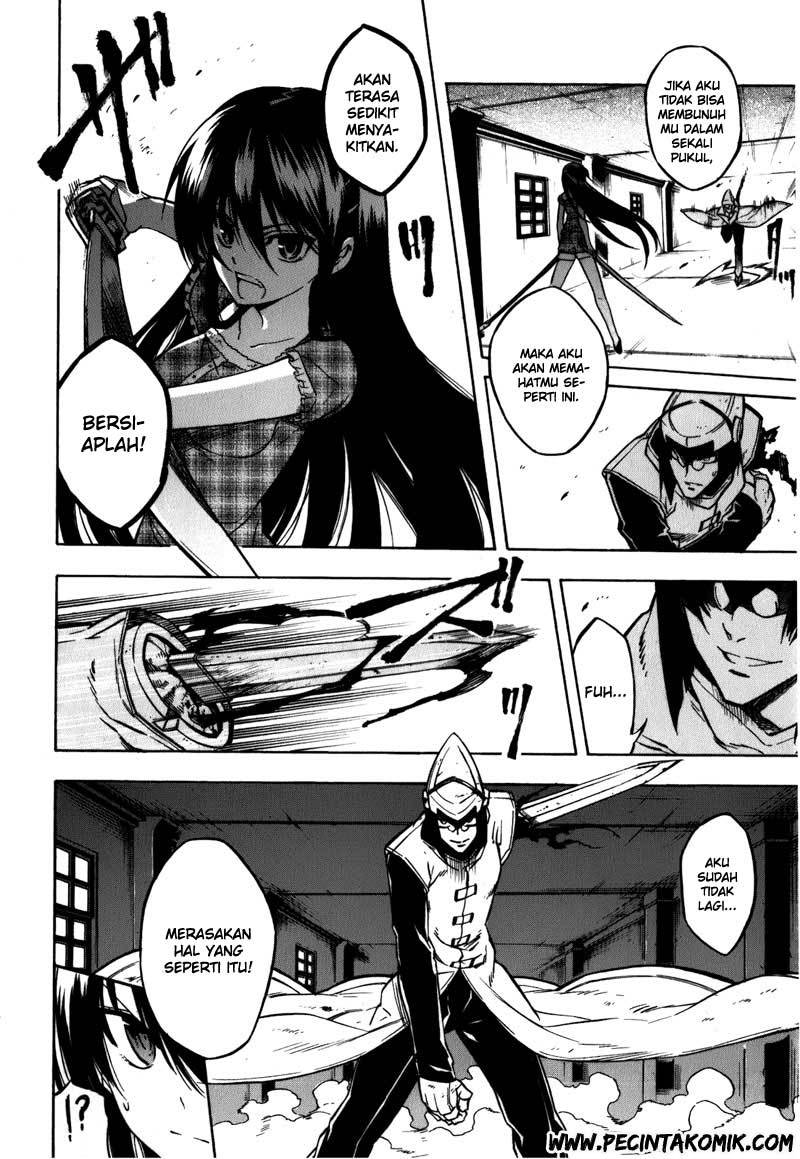 JIKA AKU
TIDAK BISA
MEMBUNUH
MU DALAM
SEKALI
PUKUL,
MAKA AKU
AKAN MEMA-
HATMU SE-
PERTI INI.
AKAN
TERASA
SEDIKIT
MENYA-
KITKAN.
BERSI-
APLAH!
FUH...
AKU
SUDAH
TIDAK
LAGI...
MERASAKAN
HAL YANG
SEPERTI ITU!
!?
WWW.PECINTAKOMIK.COM